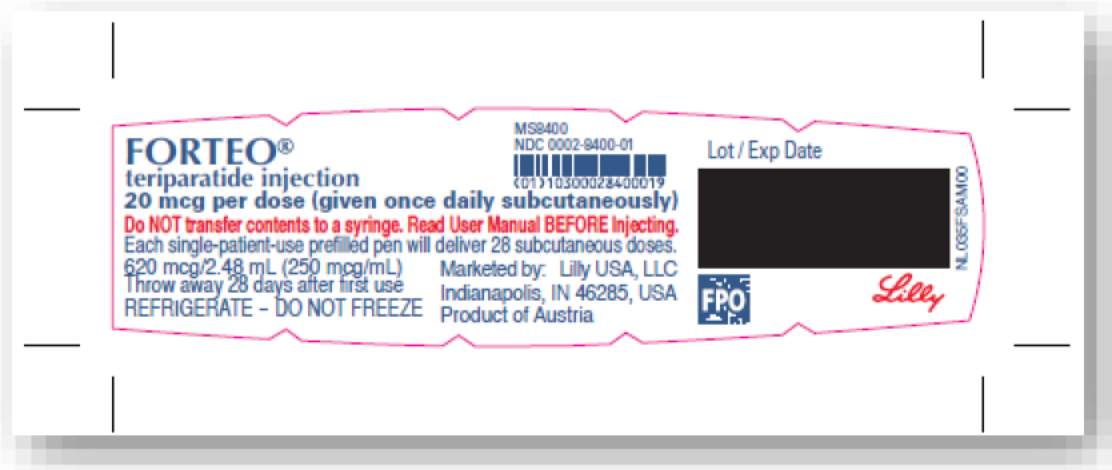 FORTEO®
teriparatide injection
20 mcg per dose (given once daily subcutaneously)
Do NOT transfer contents to a syringe. Read User Manual BEFORE Injecting.
Each single-patient-use prefilled pen will deliver 28 subcutaneous doses.
620 mcg/2.48 mL (250 mcg/mL)
Throw away 28 days after first use
REFRIGERATE – DO NOT FREEZE
MS8400
NDC 0002-8400-01
(01)10300028400019
Marketed by: Lilly USA, LLC
Indianapolis, IN 46285, USA
Product of Austria
Lot / Exp Date
FPO
Lilly
NL035FSAM00